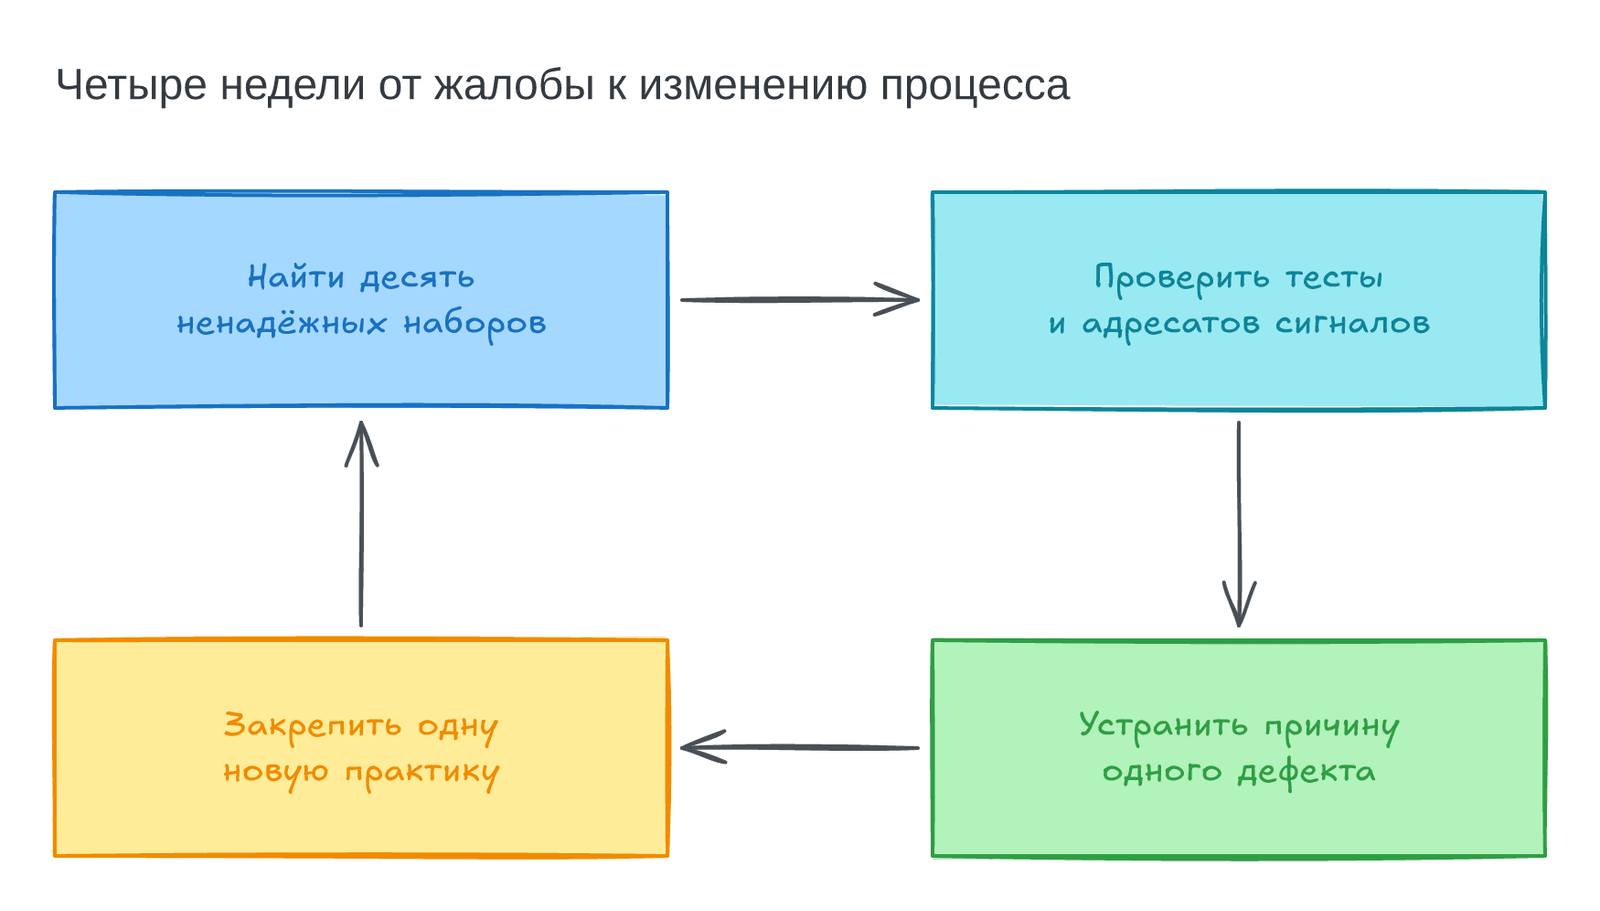 Четыре недели от жалобы к изменению процесса
Найти десять
ненадёжных наборов
Проверить тесты
и адресатов сигналов
Закрепить одну
новую практику
Устранить причину
одного дефекта